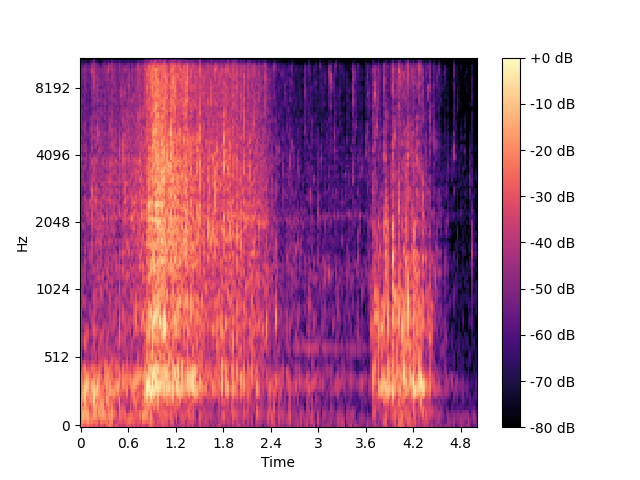 +0 dB
8192
-10 dB
4096
-20 dB
-30 dB
2048
-40 dB
Hz
1024
-50 dB
-60 dB
512
-70 dB
0
-80 dB
0 0.6 1.2 1.8 2.4 3 3.6 4.2 4.8
Time